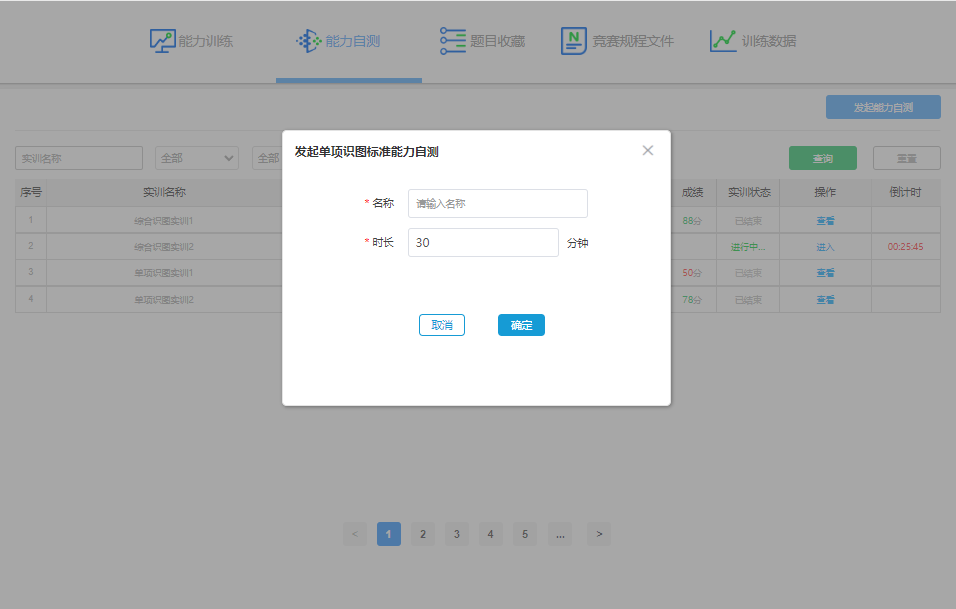 能力训练 能力自测 题目收藏 竞赛规程文件 训练数据
发起能力自测
实训名称 全部 全部 查询 重置
序号 实训名称 成绩 实训状态 操作 倒计时
1 综合识图实训1 88分 已结束 查看
2 综合识图实训2 进行中... 进入 00:25:45
3 单项识图实训1 50分 已结束 查看
4 单项识图实训2 78分 已结束 查看
发起单项识图标准能力自测
* 名称 请输入名称
* 时长 30 分钟
取消 确定
< 1 2 3 4 5 ... >